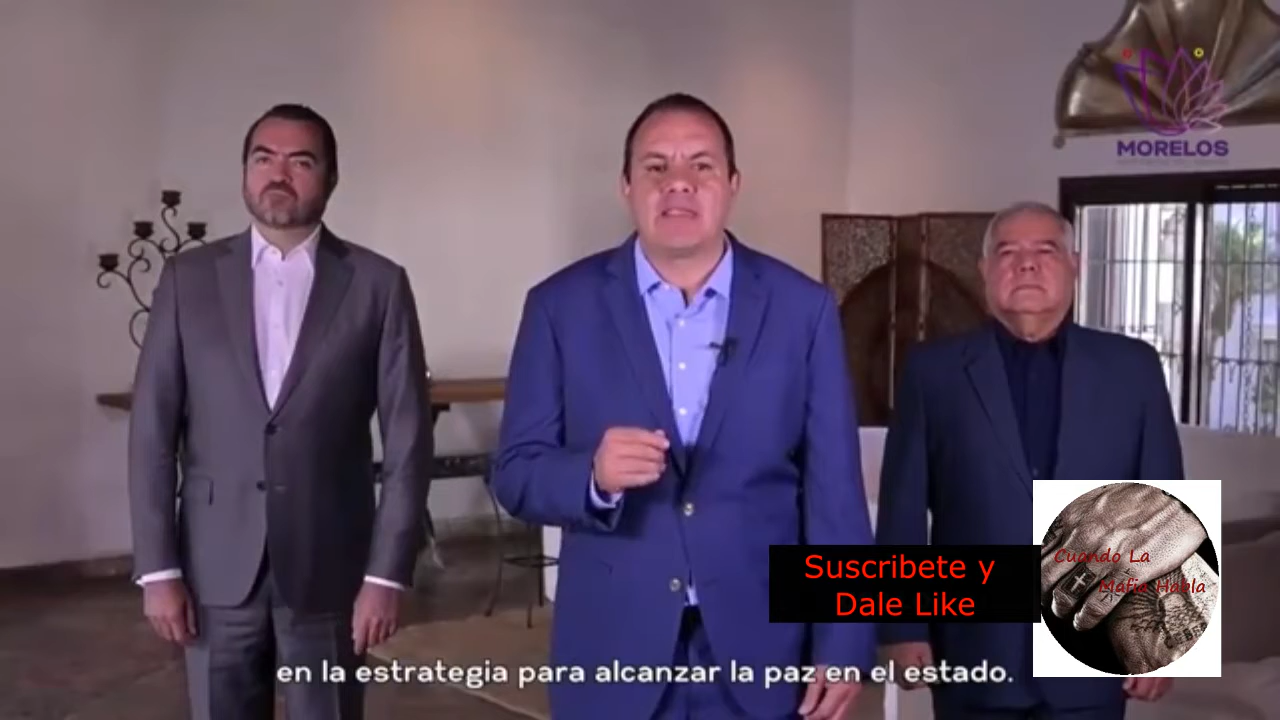 MORELOS
Suscribete y
Dale Like
Cuando La
Mafia Habla
en la estrategia para alcanzar la paz en el estado.